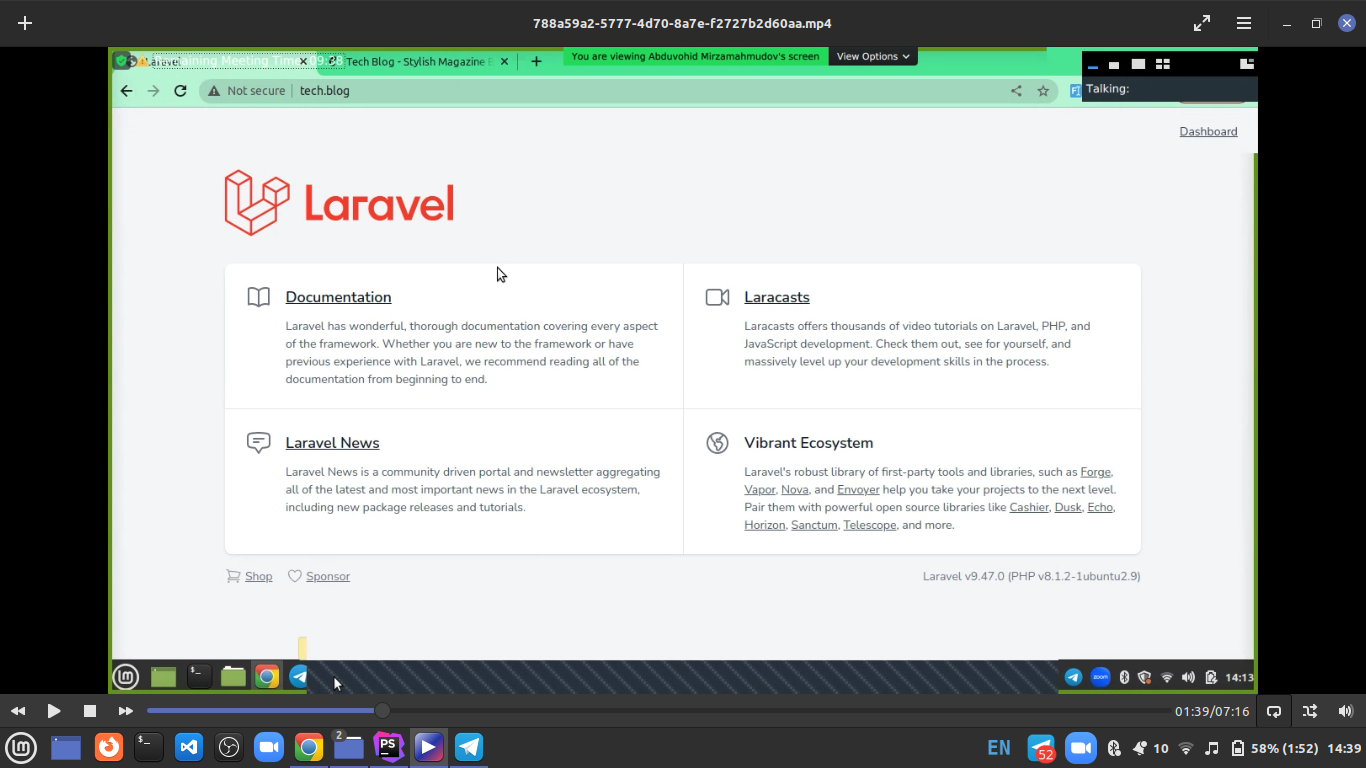 788a59a2-5777-4d70-8a7e-f2727b2d60aa.mp4
Laravel
Remaining Meeting Time: 09:38
Tech Blog - Stylish Magazine
You are viewing Abduvohid Mirzamahmudov's screen
View Options
Not secure
tech.blog
Talking:
Dashboard
Laravel
Documentation
Laravel has wonderful, thorough documentation covering every aspect
of the framework. Whether you are new to the framework or have
previous experience with Laravel, we recommend reading all of the
documentation from beginning to end.
Laracasts
Laracasts offers thousands of video tutorials on Laravel, PHP, and
JavaScript development. Check them out, see for yourself, and
massively level up your development skills in the process.
Laravel News
Laravel News is a community driven portal and newsletter aggregating
all of the latest and most important news in the Laravel ecosystem,
including new package releases and tutorials.
Vibrant Ecosystem
Laravel's robust library of first-party tools and libraries, such as Forge,
Vapor, Nova, and Envoyer help you take your projects to the next level.
Pair them with powerful open source libraries like Cashier, Dusk, Echo,
Horizon, Sanctum, Telescope, and more.
Shop
Sponsor
Laravel v9.47.0 (PHP v8.1.2-1ubuntu2.9)
zoom
14:13
01:39/07:16
2
PS
EN
52
10
58% (1:52)
14:39